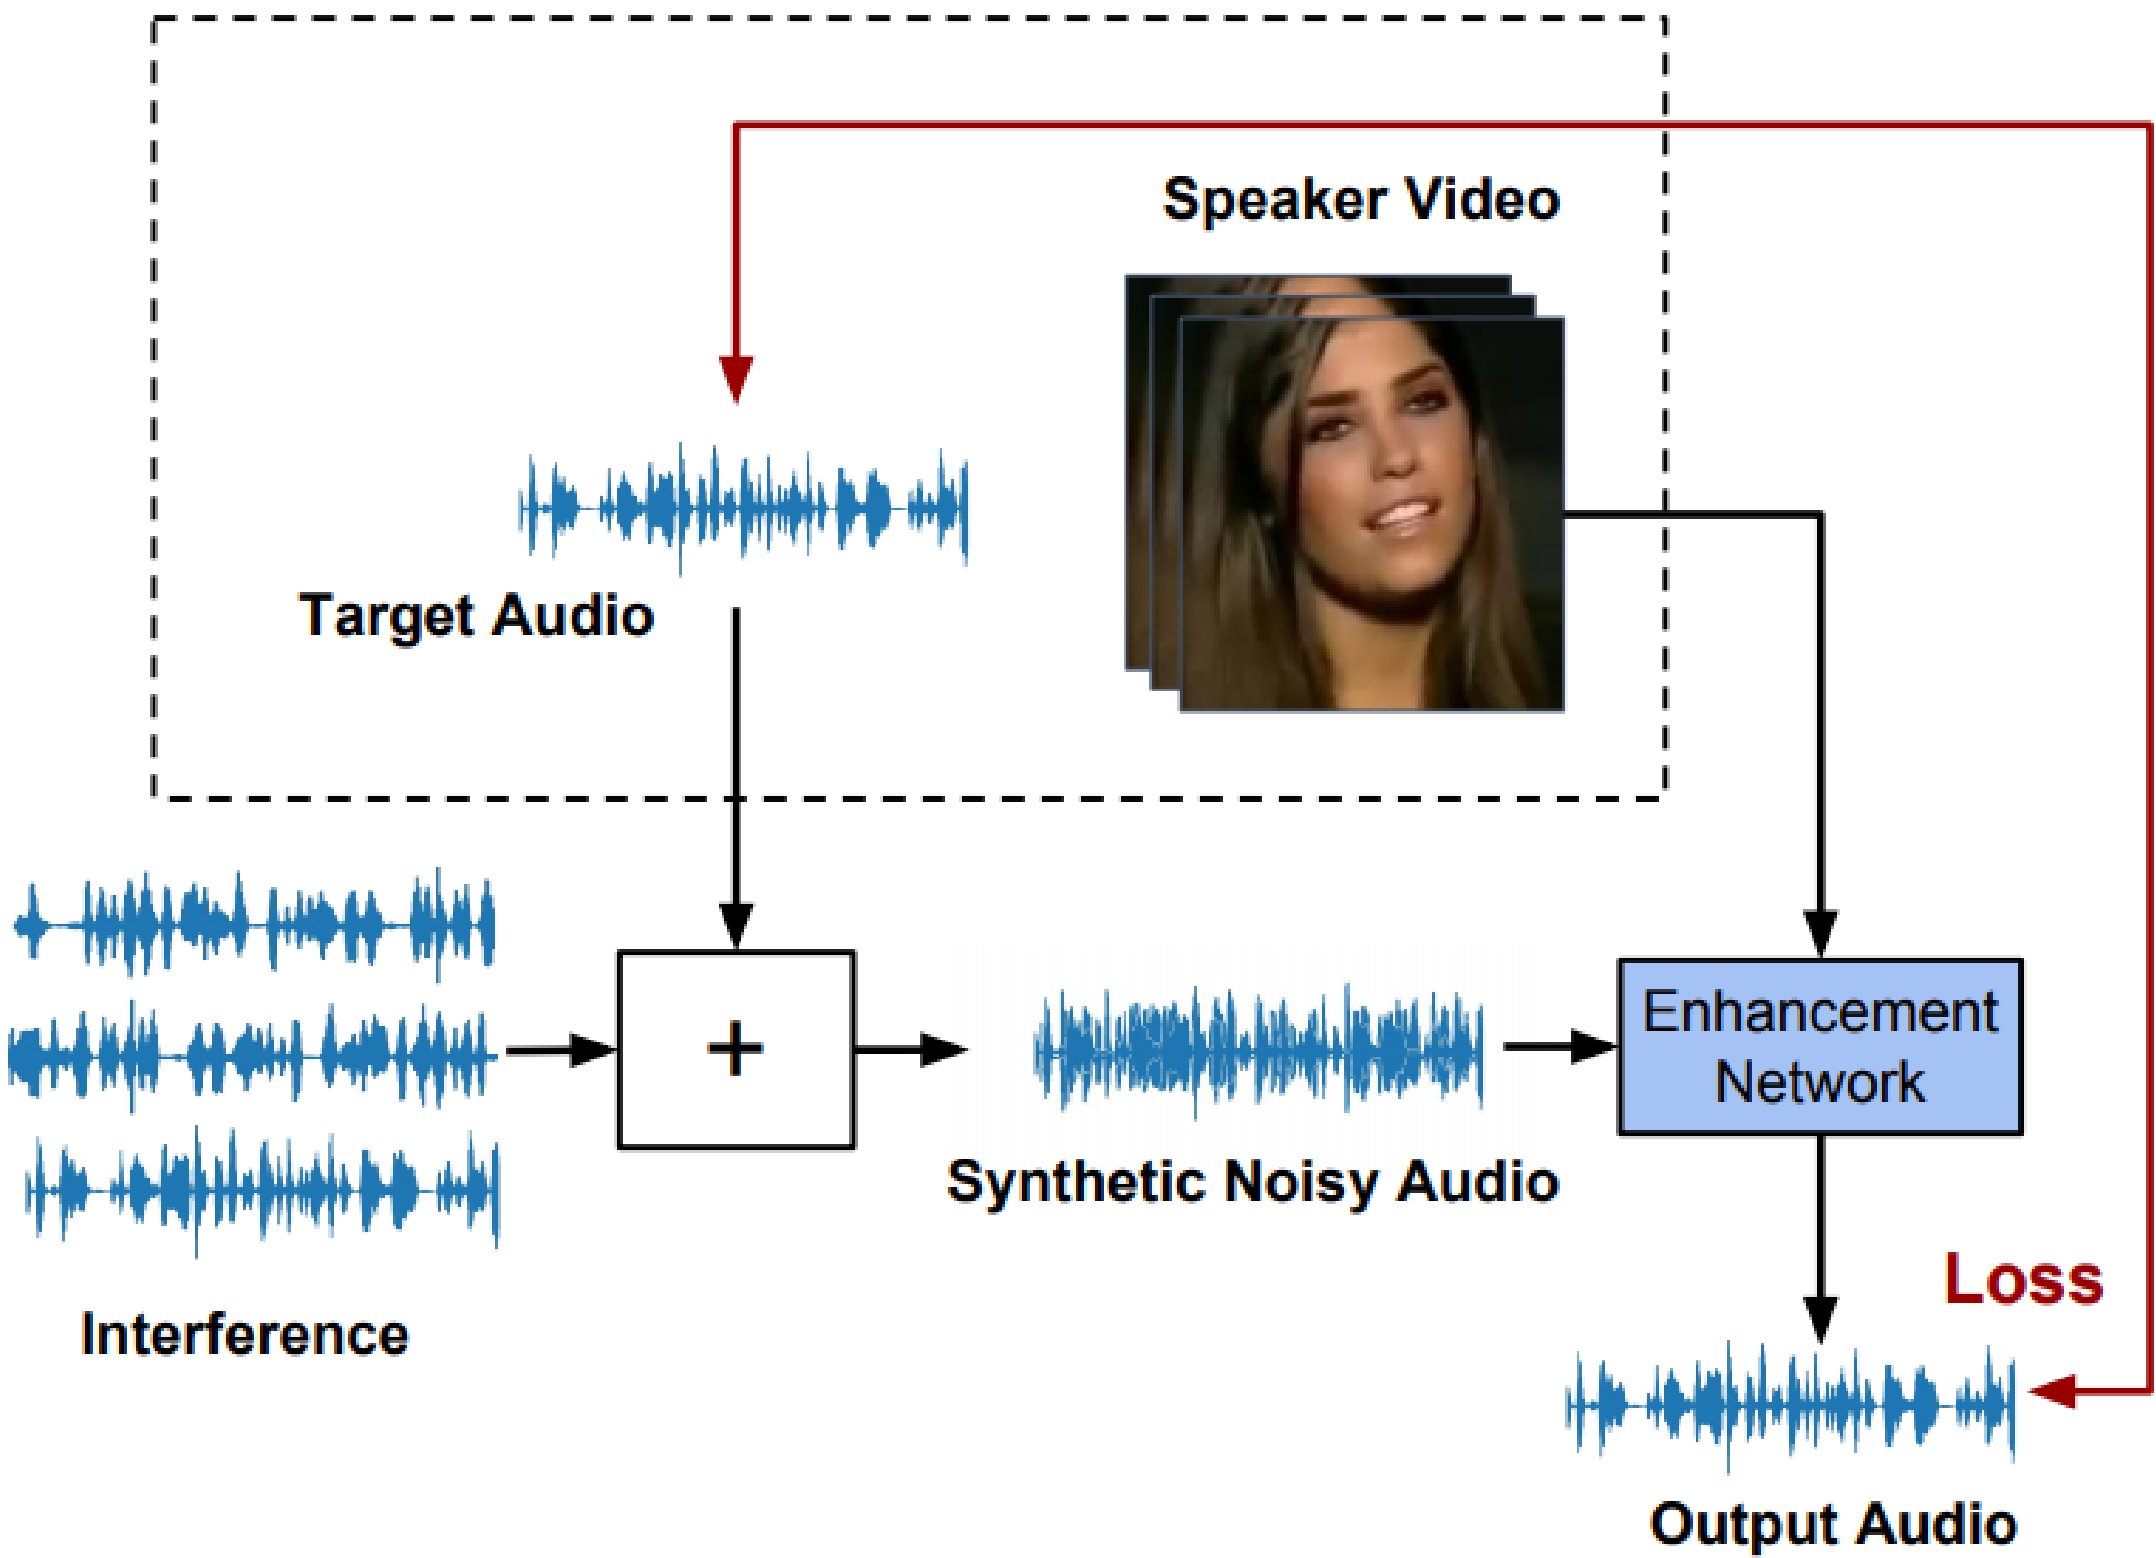 Speaker Video
Target Audio
+
Enhancement
Network
Synthetic Noisy Audio
Loss
Interference
Output Audio